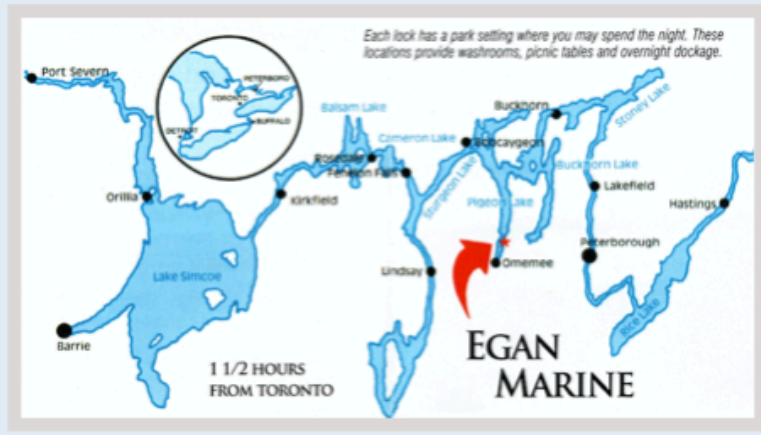 Each lock has a park setting where you may spend the night. These
locations provide washrooms, picnic tables and overnight dockage.
Port Severn
PETERBORO
TORONTO
BUFFALO
DETROIT
Balsam Lake
Cameron Lake
Buckhorn
Stoney Lake
Bobcaygeon
Rosedale
Fenelon Falls
Sturgeon Lake
Buckhorn Lake
Orillia
Kirkfield
Pigeon Lake
Lakefield
Hastings
Lake Simcoe
Lindsay
Omemee
Peterborough
Rice Lake
Barrie
1 1/2 HOURS
FROM TORONTO
EGAN
MARINE